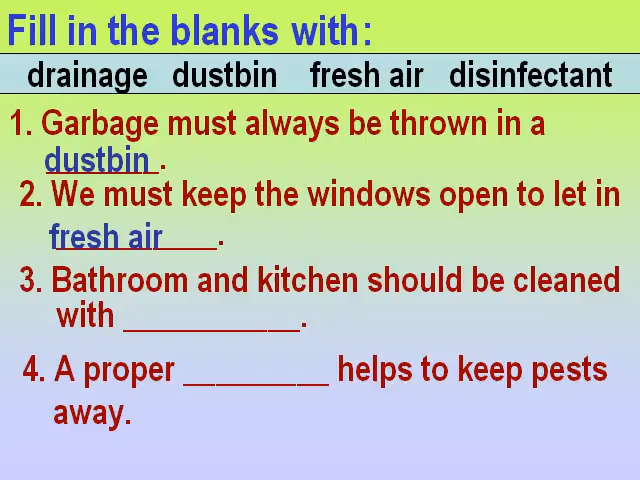 Fill in the blanks with:
drainage dustbin fresh air disinfectant
1. Garbage must always be thrown in a
dustbin.
2. We must keep the windows open to let in
fresh air.
3. Bathroom and kitchen should be cleaned
with ___________.
4. A proper _________ helps to keep pests
away.